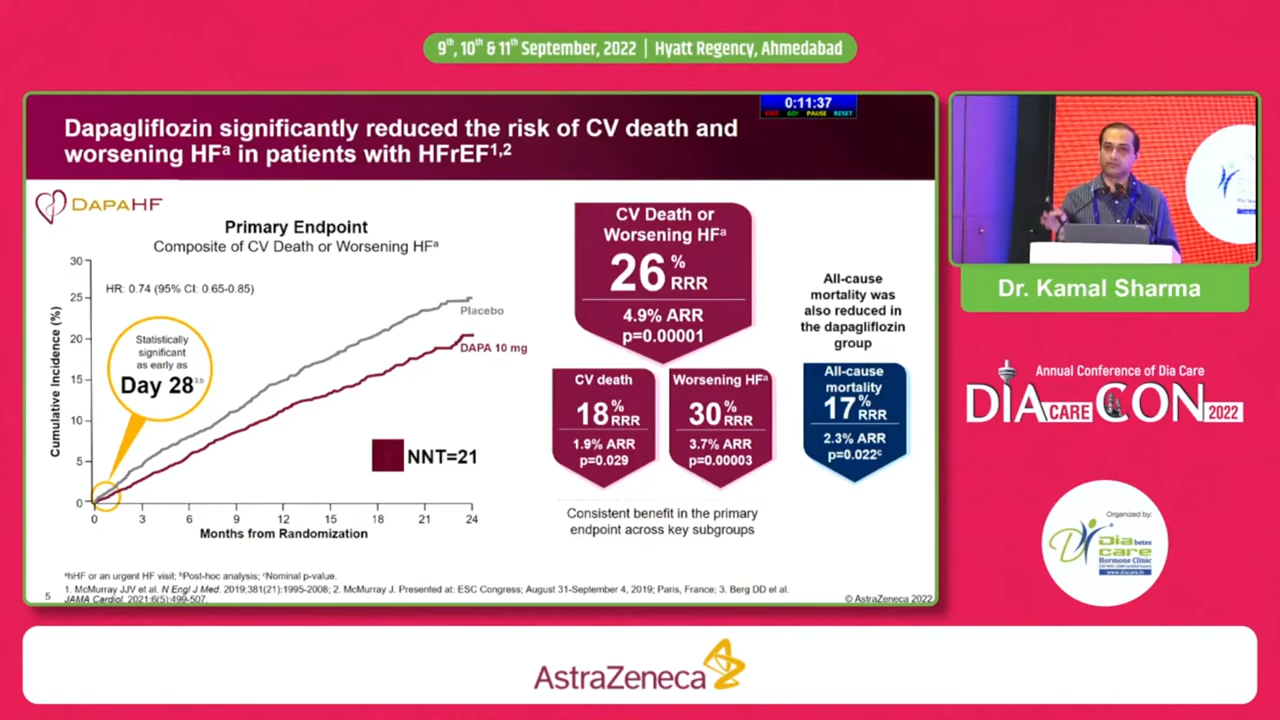 9th, 10th & 11th September, 2022 | Hyatt Regency, Ahmedabad
0:11:37
EXIT GO! PAUSE RESET
Dapagliflozin significantly reduced the risk of CV death and
worsening HFa in patients with HFrEF1,2
DAPAHF
Primary Endpoint
Composite of CV Death or Worsening HFa
HR: 0.74 (95% CI: 0.65-0.85)
Cumulative Incidence (%)
30
25
20
15
10
5
0
Statistically
significant
as early as
Day 283,b
Placebo
DAPA 10 mg
NNT=21
0 3 6 9 12 15 18 21 24
Months from Randomization
CV Death or
Worsening HFa
26% RRR
4.9% ARR
p=0.00001
CV death
18% RRR
1.9% ARR
p=0.029
Worsening HFa
30% RRR
3.7% ARR
p=0.00003
All-cause
mortality was
also reduced in
the dapagliflozin
group
All-cause
mortality
17% RRR
2.3% ARR
p=0.022c
Consistent benefit in the primary
endpoint across key subgroups
ahHF or an urgent HF visit; bPost-hoc analysis; cNominal p-value.
1. McMurray JJV et al. N Engl J Med. 2019;381(21):1995-2008; 2. McMurray J. Presented at: ESC Congress; August 31-September 4, 2019; Paris, France; 3. Berg DD et al.
JAMA Cardiol. 2021;6(5):499-507.
5
© AstraZeneca 2022
Dr. Kamal Sharma
Annual Conference of Dia Care
DIA CARE CON 2022
Organized by:
Diabetes
care
Hormone Clinic
www.diacare.in
AstraZeneca